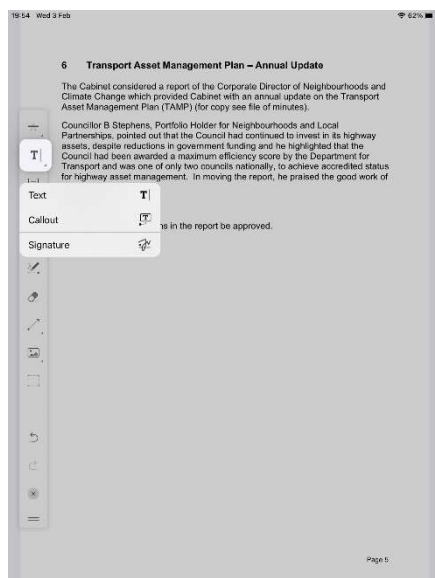 19:54 Wed 3 Feb
62%
6 Transport Asset Management Plan – Annual Update
The Cabinet considered a report of the Corporate Director of Neighbourhoods and
Climate Change which provided Cabinet with an annual update on the Transport
Asset Management Plan (TAMP) (for copy see file of minutes).
Councillor B Stephens, Portfolio Holder for Neighbourhoods and Local
Partnerships, pointed out that the Council had continued to invest in its highway
assets, despite reductions in government funding and he highlighted that the
Council had been awarded a maximum efficiency score by the Department for
Transport and was one of only two councils nationally, to achieve accredited status
for highway asset management. In moving the report, he praised the good work of
T
Text T
Callout T
Signature
in the report be approved.
Page 5